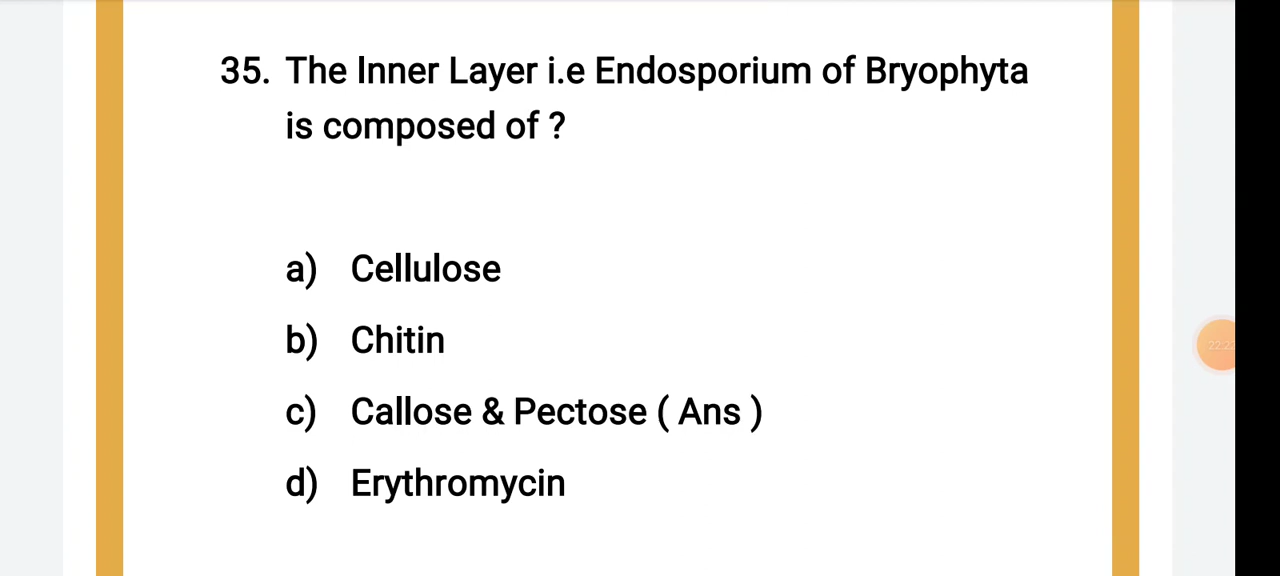 35. The Inner Layer i.e Endosporium of Bryophyta
is composed of ?
a) Cellulose
b) Chitin
c) Callose & Pectose ( Ans )
d) Erythromycin